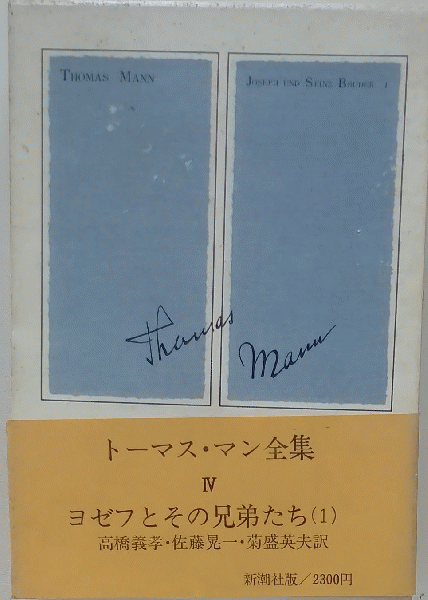 THOMAS MANN
JOSEPH UND SEINE BRÜDER I
Thomas Mann
トーマス・マン全集
Ⅳ
ヨゼフとその兄弟たち(1)
高橋義孝・佐藤晃一・菊盛英夫訳
新潮社版/2300円